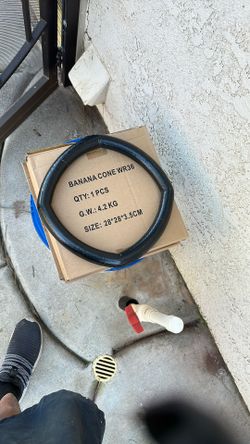 BANANA CONE WR36
QTY: 1 PCS
G.W.: 4.2 KG
SIZE: 28*28*3.5CM